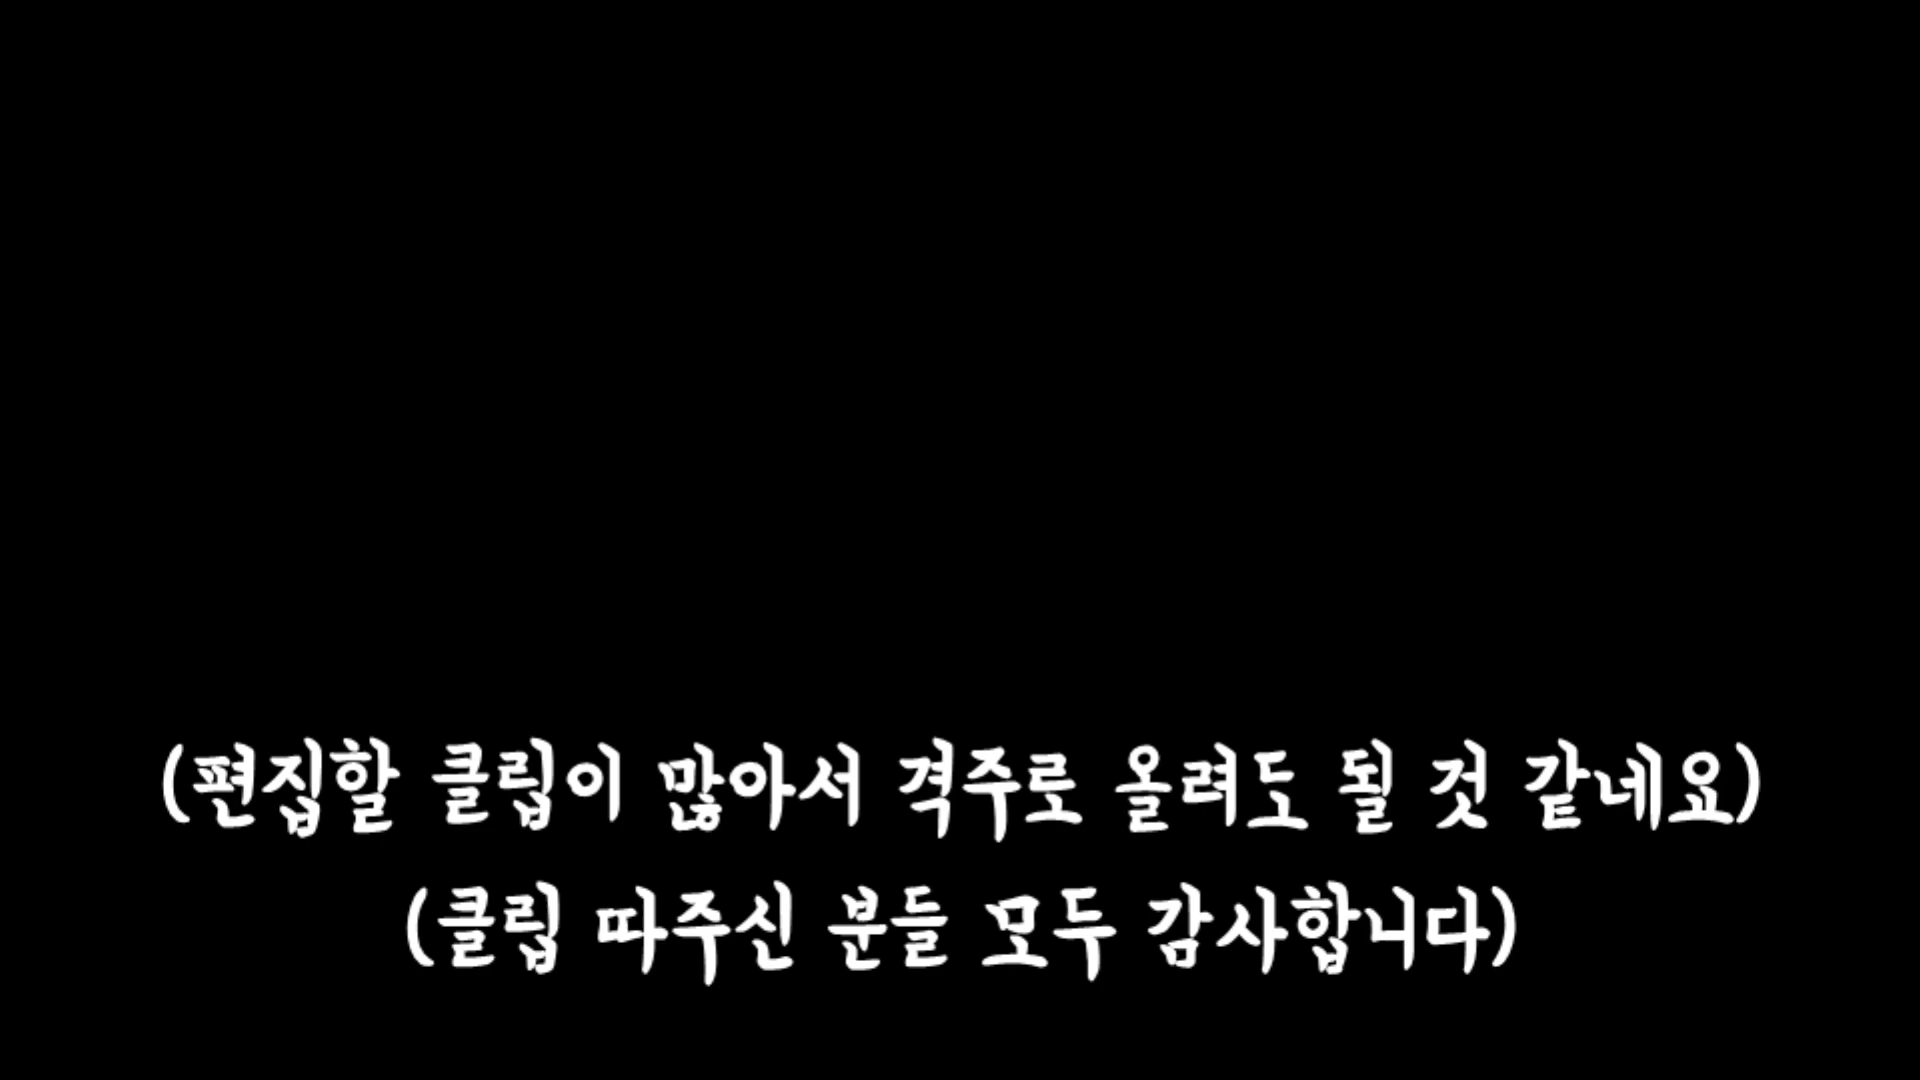 (편집할 클립이 많아서 격주로 올려도 될 것 같네요)
(클립 따주신 분들 모두 감사합니다)